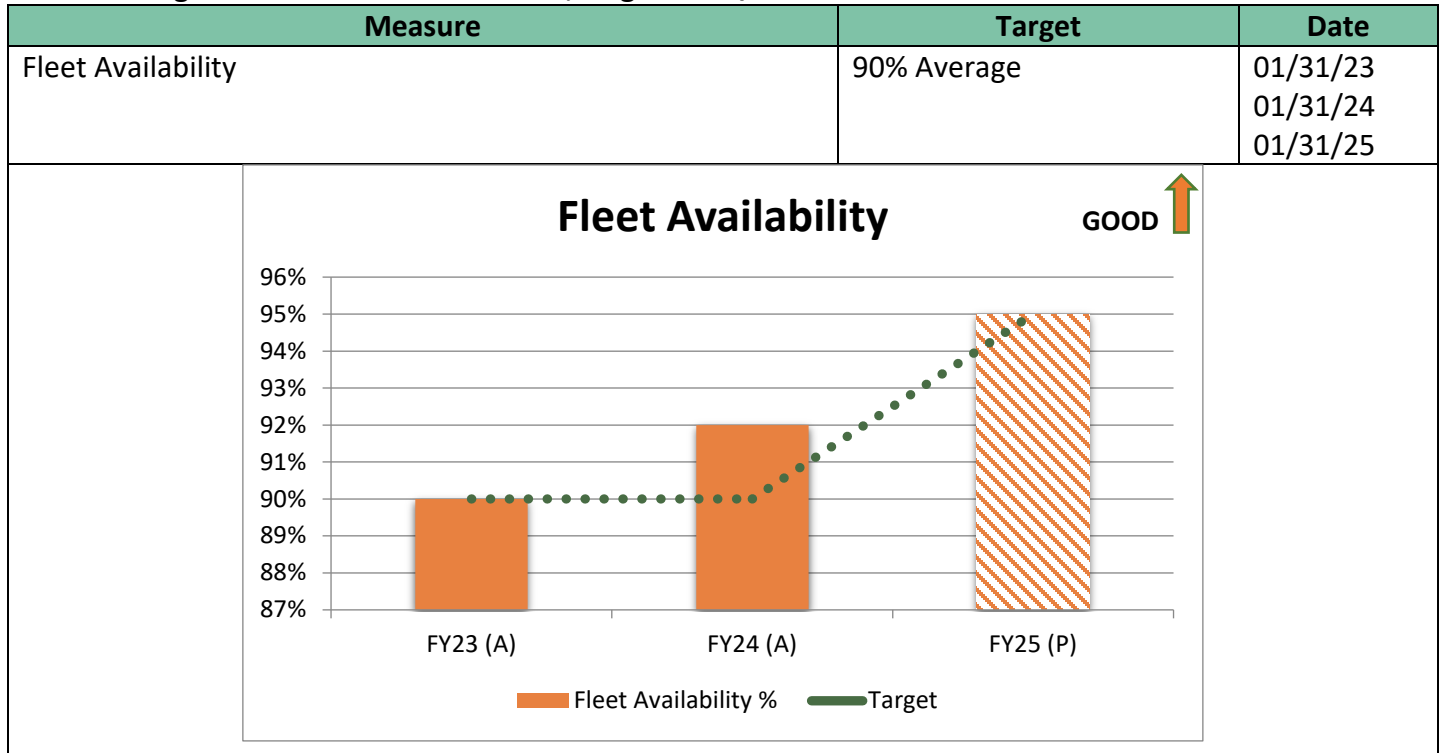 Measure Target Date
Fleet Availability 90% Average 01/31/23
01/31/24
01/31/25
Fleet Availability GOOD
96%
95%
94%
93%
92%
91%
90%
89%
88%
87%
FY23 (A) FY24 (A) FY25 (P)
Fleet Availability % Target